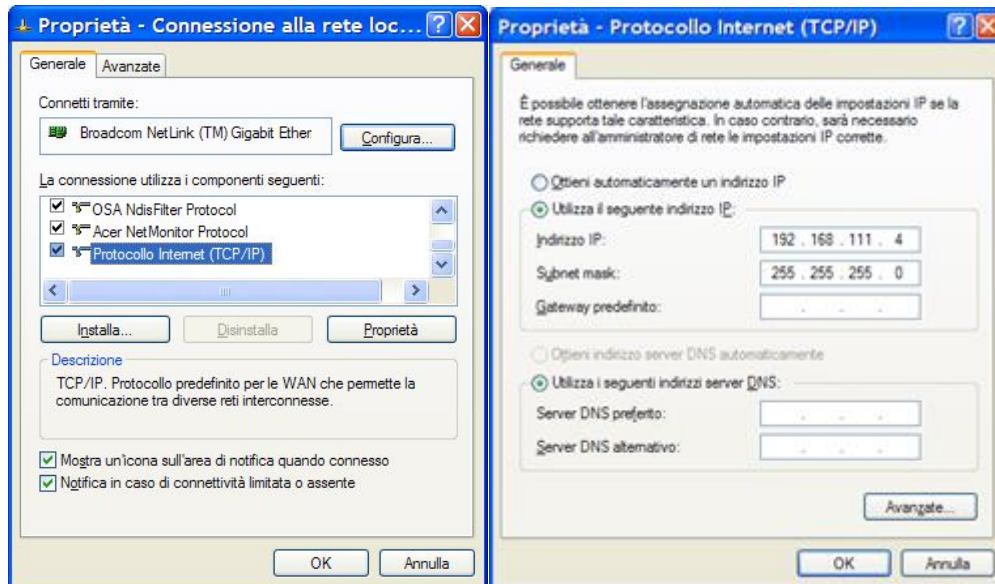 Proprietà - Connessione alla rete loc...
Generale
Avanzate
Connetti tramite:
Broadcom NetLink (TM) Gigabit Ether
Configura...
La connessione utilizza i componenti seguenti:
OSA NdisFilter Protocol
Acer NetMonitor Protocol
Protocollo Internet (TCP/IP)
Installa...
Disinstalla
Proprietà
Descrizione
TCP/IP. Protocollo predefinito per le WAN che permette la
comunicazione tra diverse reti interconnesse.
Mostra un'icona sull'area di notifica quando connesso
Notifica in caso di connettività limitata o assente
OK
Annulla
Proprietà - Protocollo Internet (TCP/IP)
Generale
È possibile ottenere l'assegnazione automatica delle impostazioni IP se la
rete supporta tale caratteristica. In caso contrario, sarà necessario
richiedere all'amministratore di rete le impostazioni IP corrette.
Ottieni automaticamente un indirizzo IP
Utilizza il seguente indirizzo IP:
Indirizzo IP: 192 . 168 . 111 . 4
Subnet mask: 255 . 255 . 255 . 0
Gateway predefinito: . . .
Ottieni indirizzo server DNS automaticamente
Utilizza i seguenti indirizzi server DNS:
Server DNS preferito: . . .
Server DNS alternativo: . . .
Avanzate...
OK
Annulla